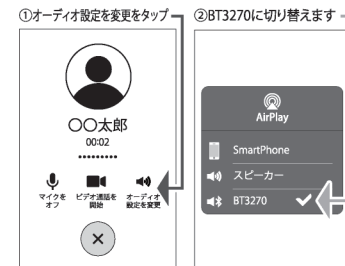 ①オーディオ設定を変更をタップ
②BT3270に切り替えます
〇〇太郎
00:02
マイクを
オフ
ビデオ通話を
開始
オーディオ
設定を変更
AirPlay
SmartPhone
スピーカー
BT3270